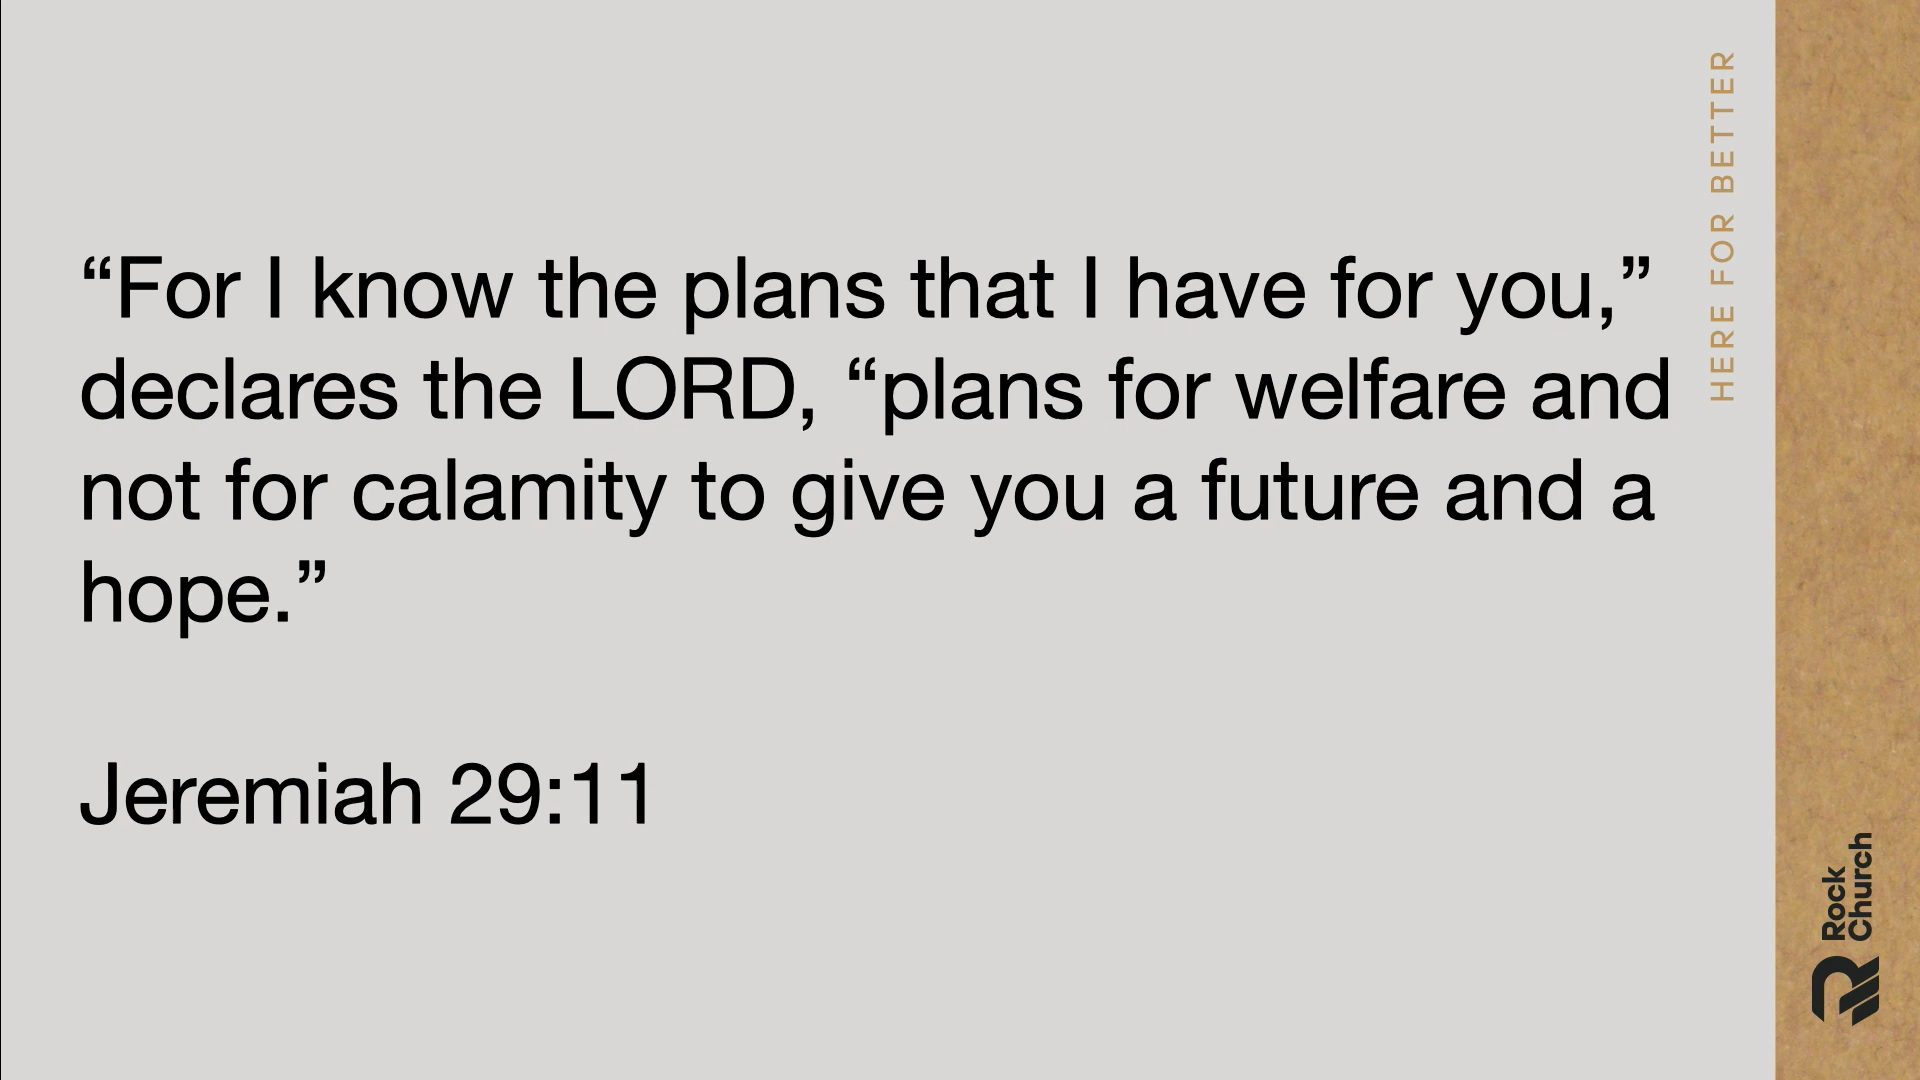 “For I know the plans that I have for you,”
declares the LORD, “plans for welfare and
not for calamity to give you a future and a
hope.”
Jeremiah 29:11
HERE FOR BETTER
Rock
Church